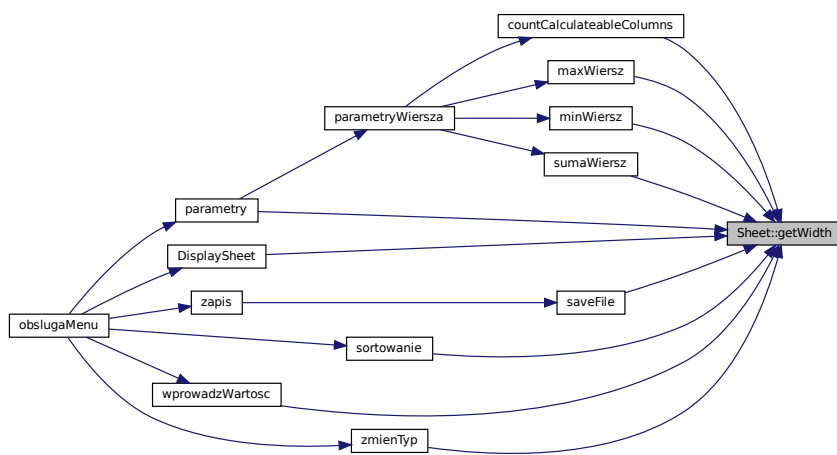 countCalculateableColumns
maxWiersz
parametryWiersza
minWiersz
sumaWiersz
parametry
Sheet::getWidth
DisplaySheet
zapis
saveFile
obslugaMenu
sortowanie
wprowadzWartosc
zmienTyp